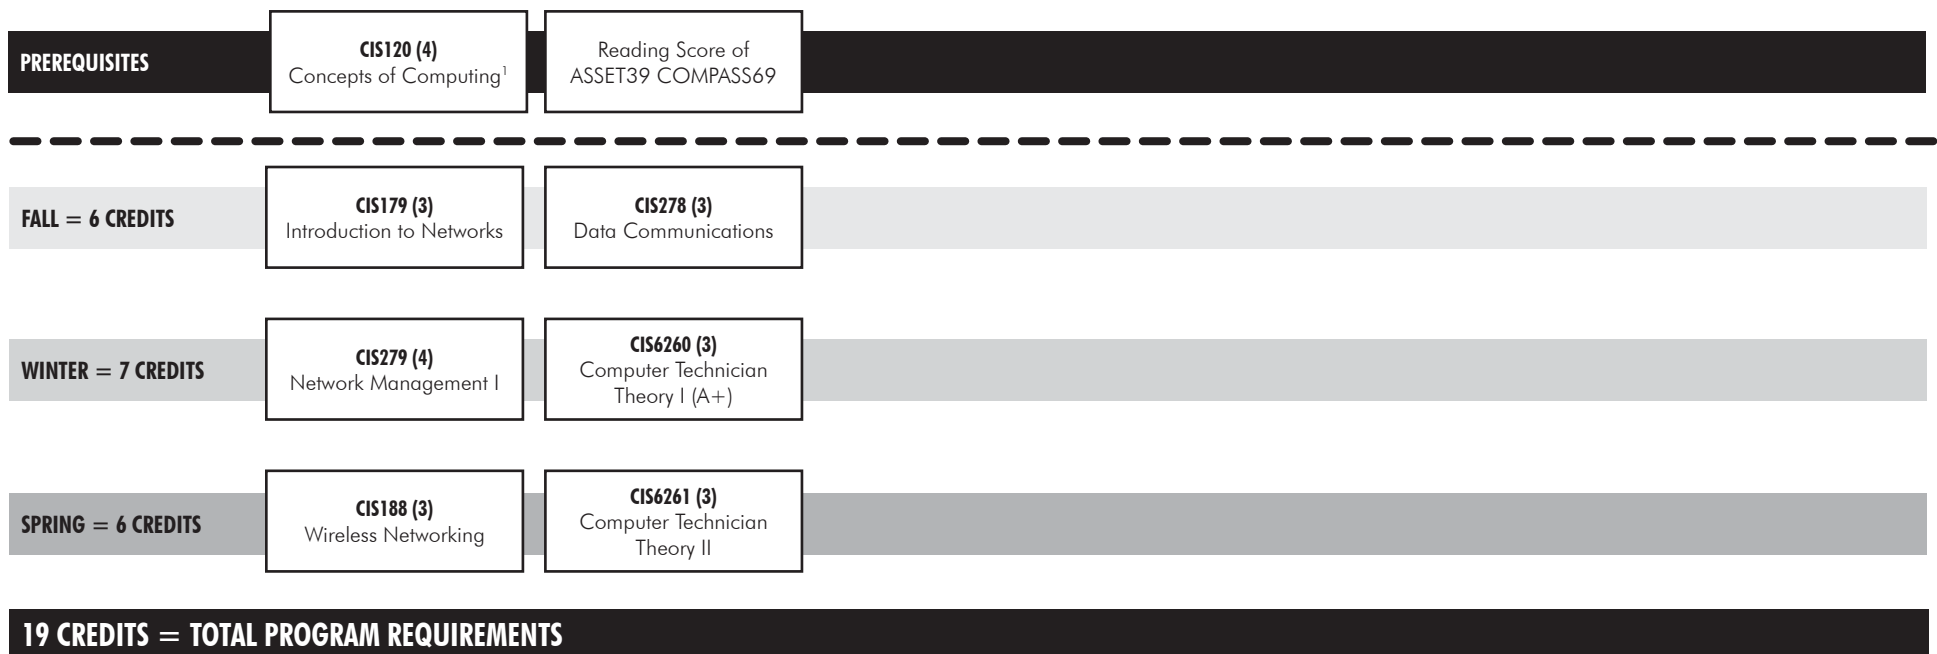 PREREQUISITES
CIS120 (4)
Concepts of Computing¹
Reading Score of
ASSET39 COMPASS69
FALL = 6 CREDITS
CIS179 (3)
Introduction to Networks
CIS278 (3)
Data Communications
WINTER = 7 CREDITS
CIS279 (4)
Network Management I
CIS6260 (3)
Computer Technician
Theory I (A+)
SPRING = 6 CREDITS
CIS188 (3)
Wireless Networking
CIS6261 (3)
Computer Technician
Theory II
19 CREDITS = TOTAL PROGRAM REQUIREMENTS